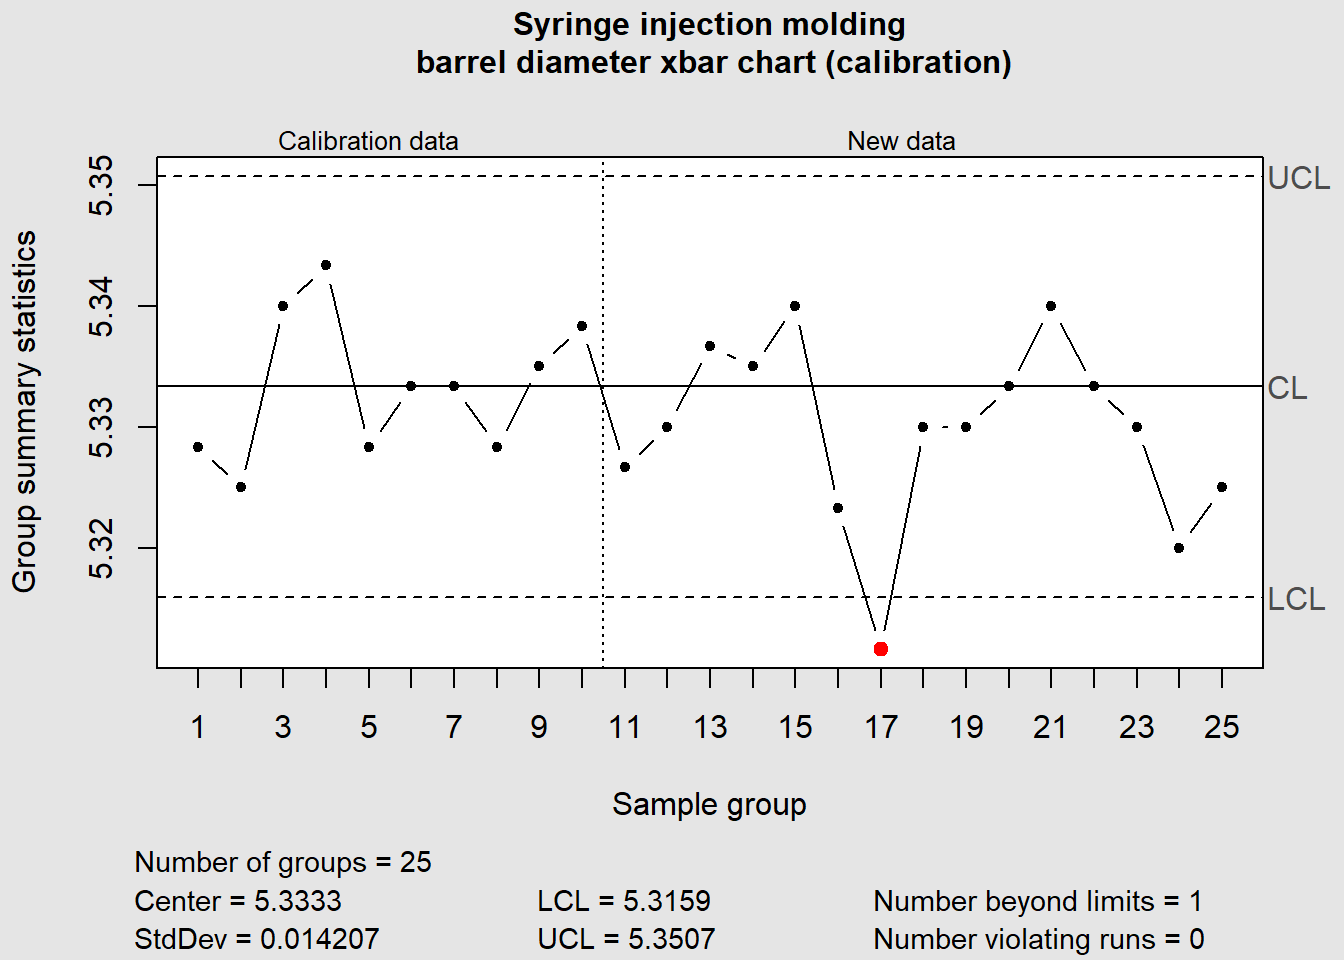 Syringe injection molding
barrel diameter xbar chart (calibration)
Calibration data
New data
Group summary statistics
5.35
5.34
5.33
5.32
UCL
CL
LCL
1 3 5 7 9 11 13 15 17 19 21 23 25
Sample group
Number of groups = 25
Center = 5.3333
StdDev = 0.014207
LCL = 5.3159
UCL = 5.3507
Number beyond limits = 1
Number violating runs = 0